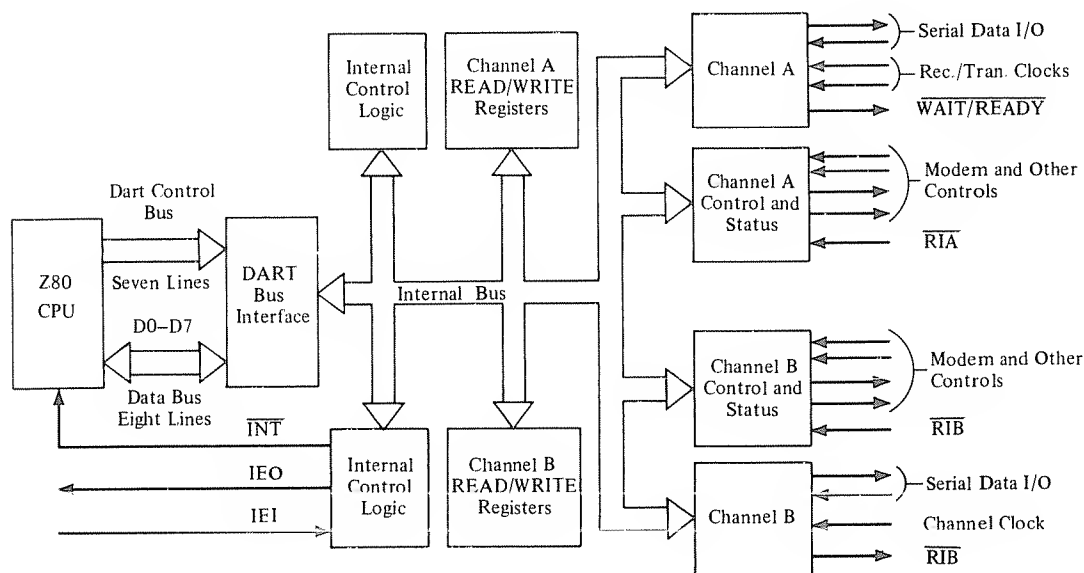 Internal
Control
Logic
Channel A
READ/WRITE
Registers
Channel A
Serial Data I/O
Rec./Tran. Clocks
WAIT/READY
Dart Control
Bus
Seven Lines
Z80
CPU
DART
Bus
Interface
D0–D7
Data Bus
Eight Lines
Internal Bus
Channel A
Control and
Status
Modem and Other
Controls
RIA
Channel B
Control and
Status
Modem and Other
Controls
RIB
INT
IEO
IEI
Internal
Control
Logic
Channel B
READ/WRITE
Registers
Channel B
Serial Data I/O
Channel Clock
RIB